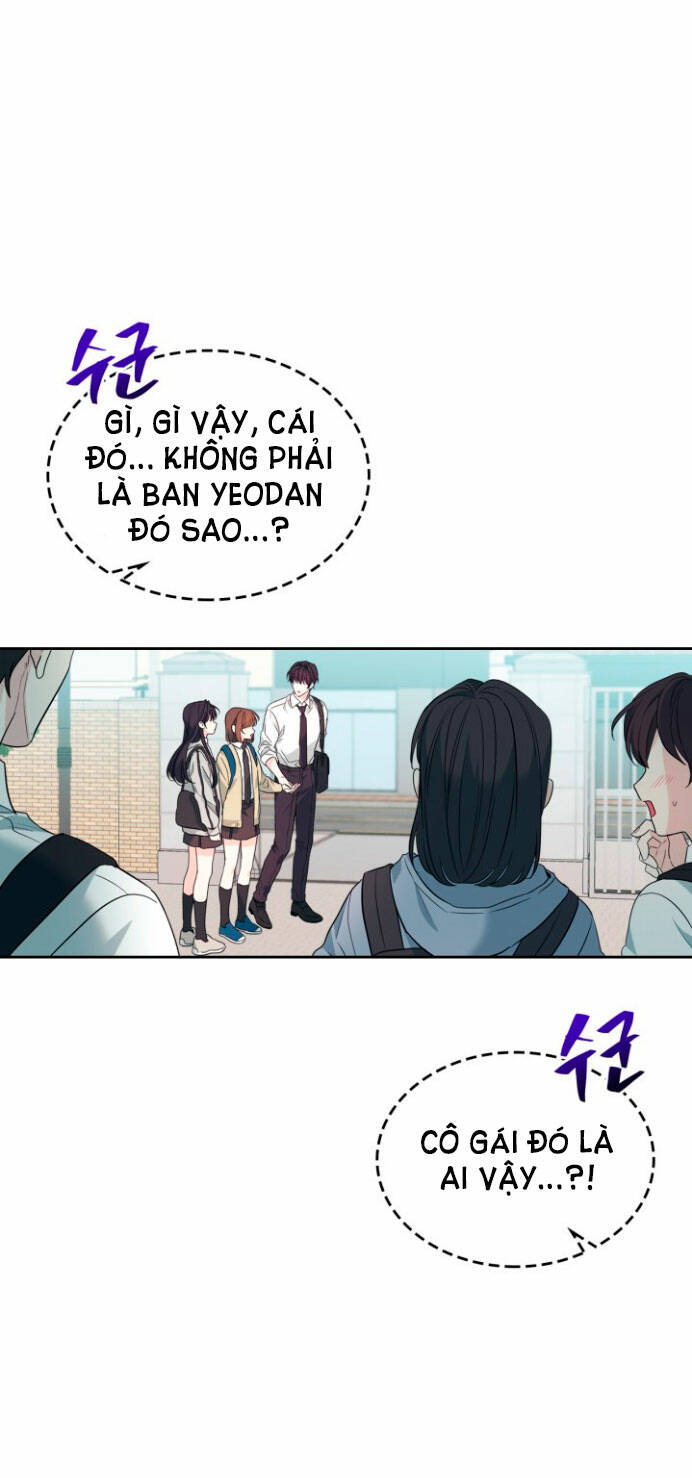 수군
GÌ, GÌ VẬY, CÁI
ĐÓ... KHÔNG PHẢI
LÀ BAN YEODAN
ĐÓ SAO...?
수군
CÔ GÁI ĐÓ LÀ
AI VẬY...?!